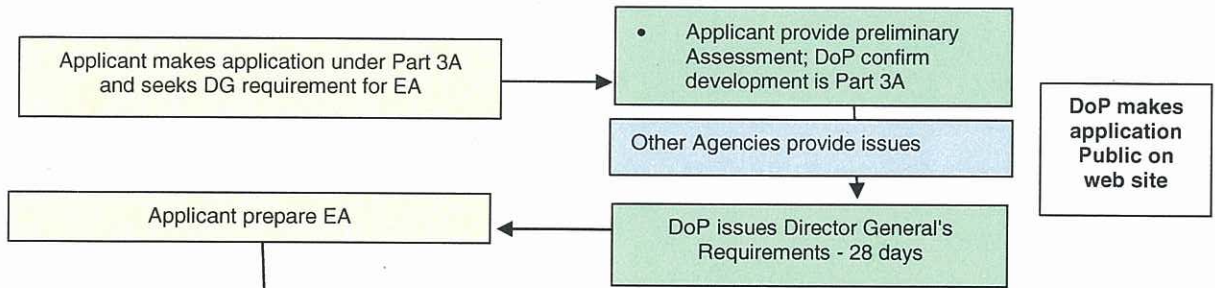 Applicant makes application under Part 3A
and seeks DG requirement for EA
• Applicant provide preliminary
Assessment; DoP confirm
development is Part 3A
DoP makes
application
Public on
web site
Other Agencies provide issues
Applicant prepare EA
DoP issues Director General's
Requirements - 28 days